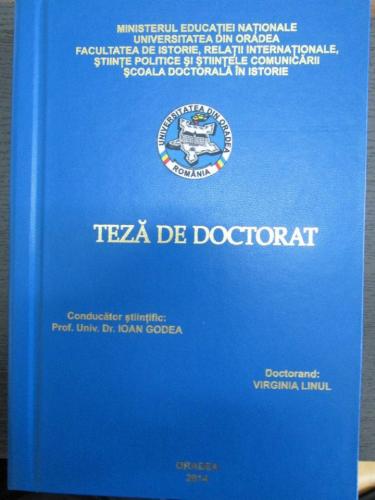 MINISTERUL EDUCAȚIEI NAȚIONALE
UNIVERSITATEA DIN ORADEA
FACULTATEA DE ISTORIE, RELAȚII INTERNAȚIONALE,
ȘTIINȚE POLITICE ȘI ȘTIINȚELE COMUNICĂRII
ȘCOALA DOCTORALĂ ÎN ISTORIE
UNIVERSITATEA DIN ORADEA
ROMÂNIA
TEZĂ DE DOCTORAT
Conducător științific:
Prof. Univ. Dr. IOAN GODEA
Doctorand:
VIRGINIA LINUL
ORADEA
2014